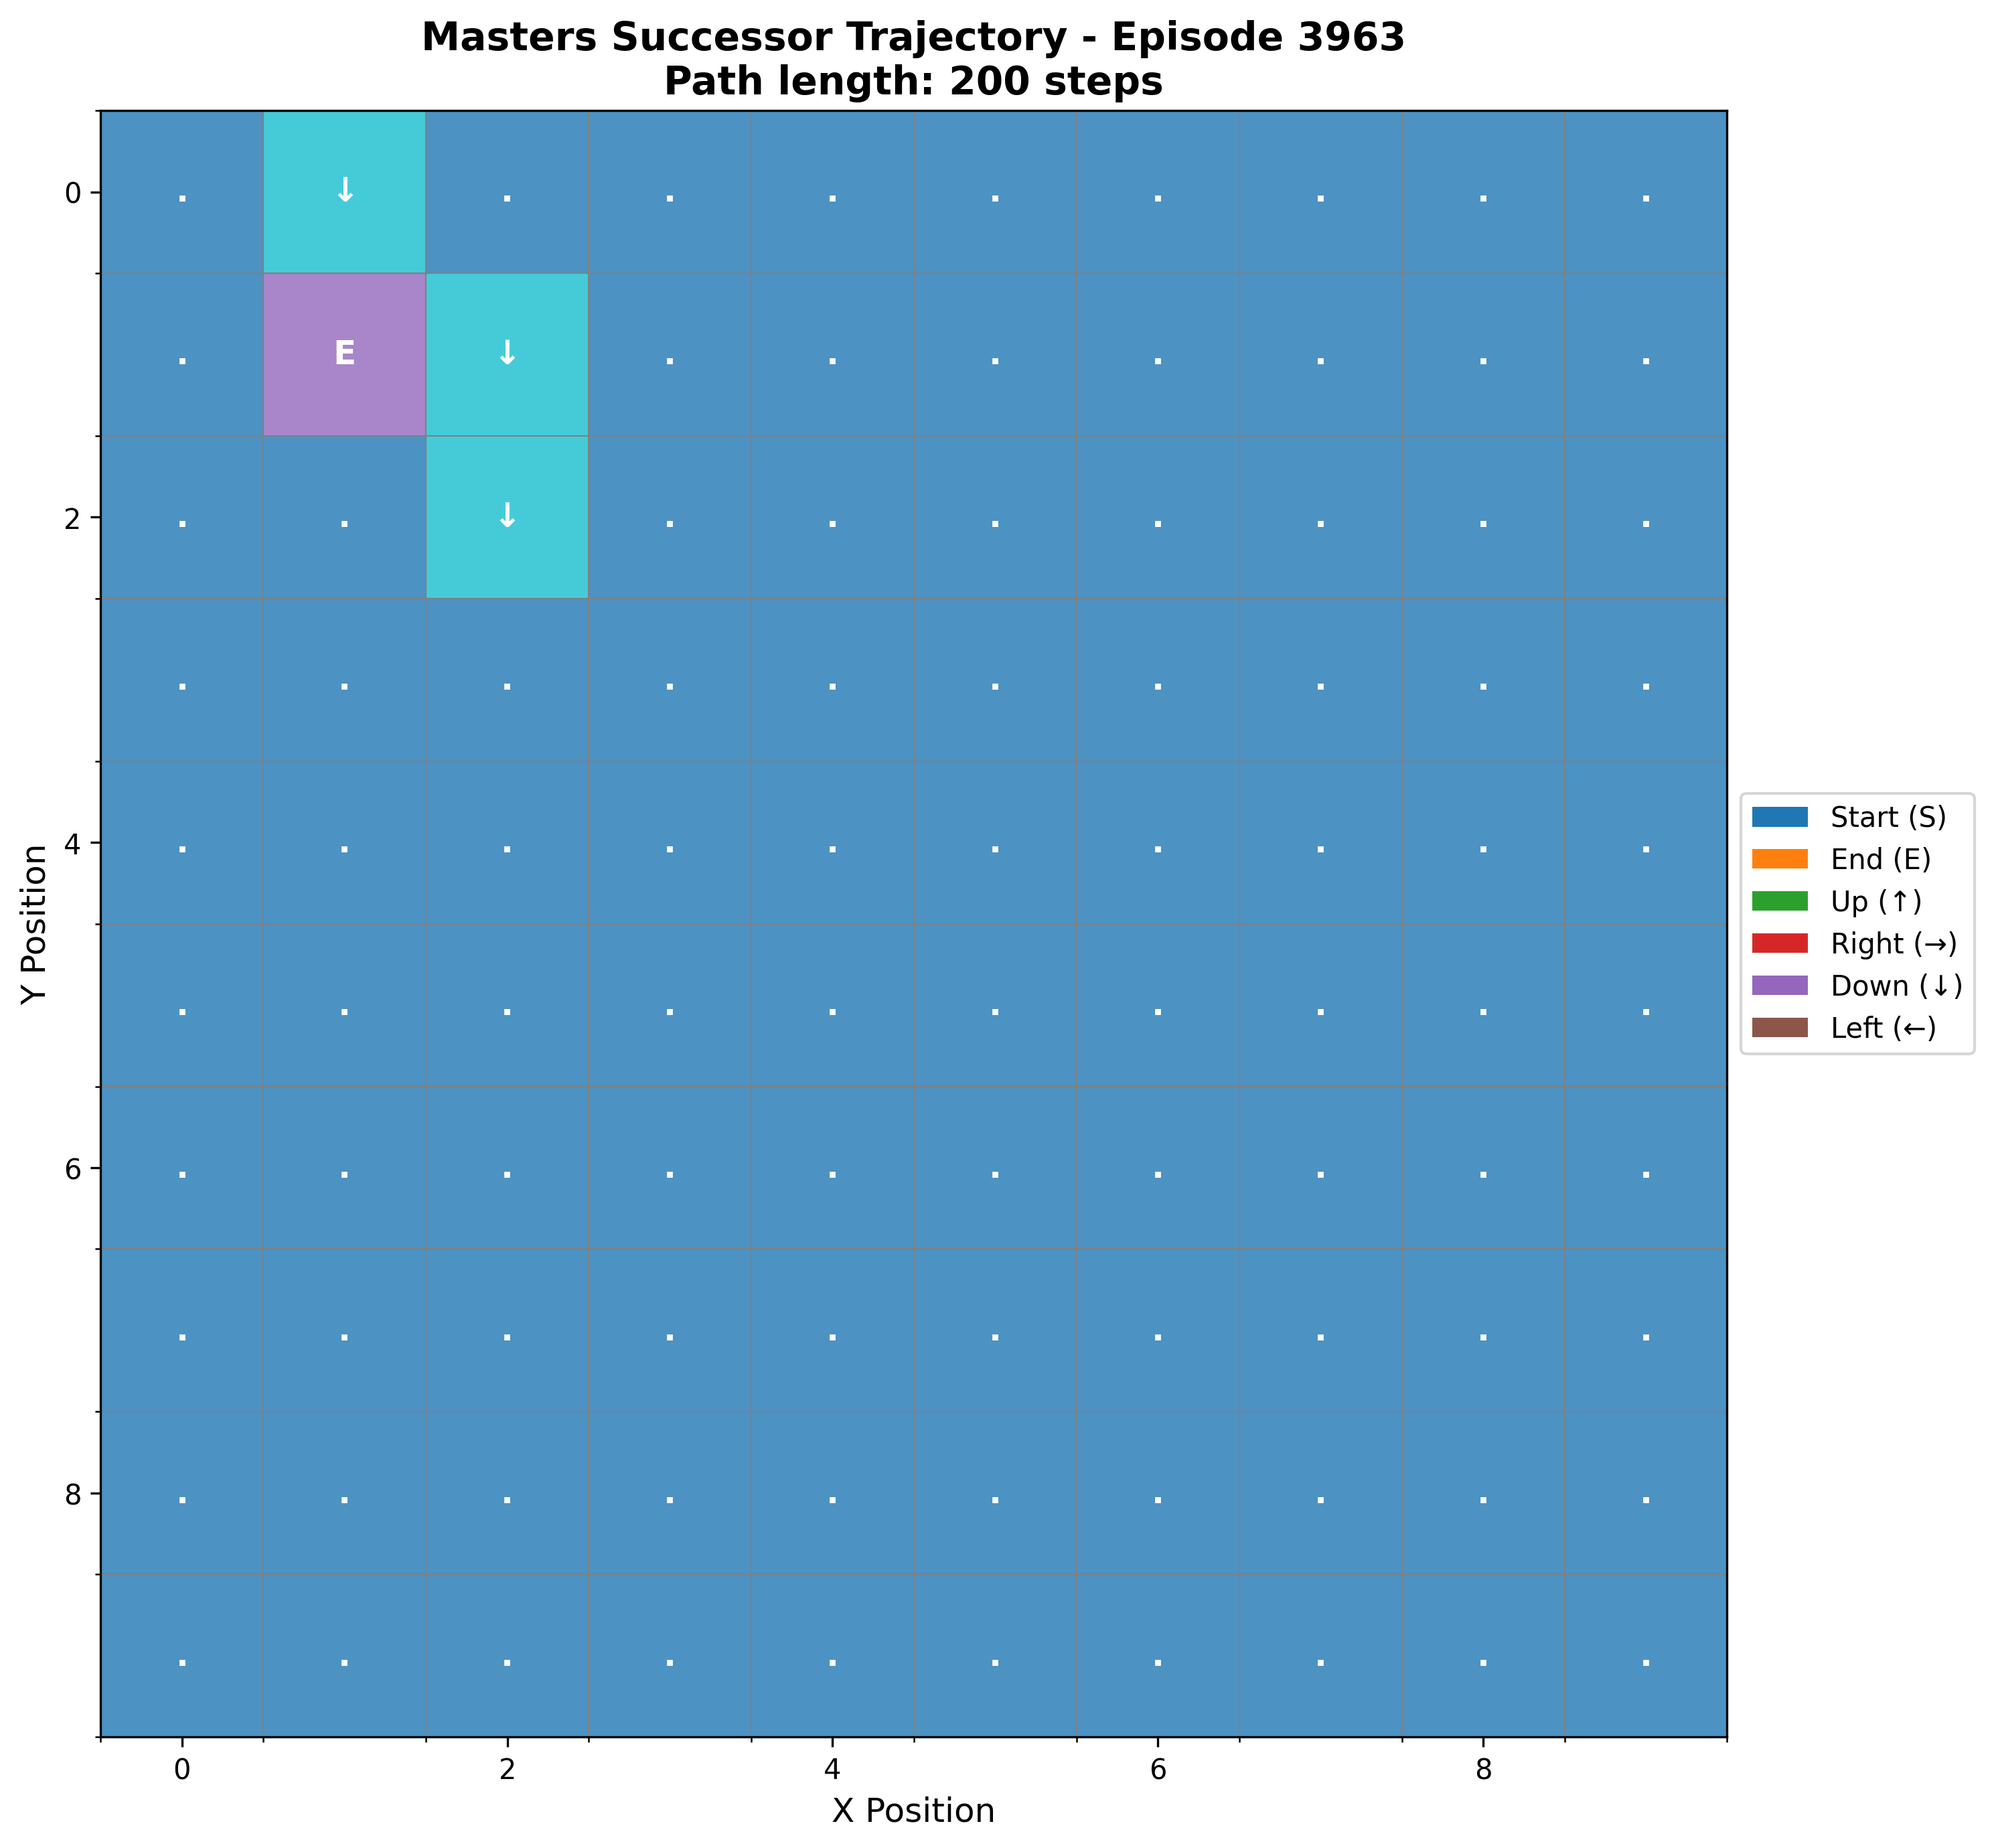 Masters Successor Trajectory - Episode 3963
Path length: 200 steps
0
↓
E
↓
2
↓
4
6
8
Y Position
0
2
4
6
8
X Position
Start (S)
End (E)
Up (↑)
Right (→)
Down (↓)
Left (←)